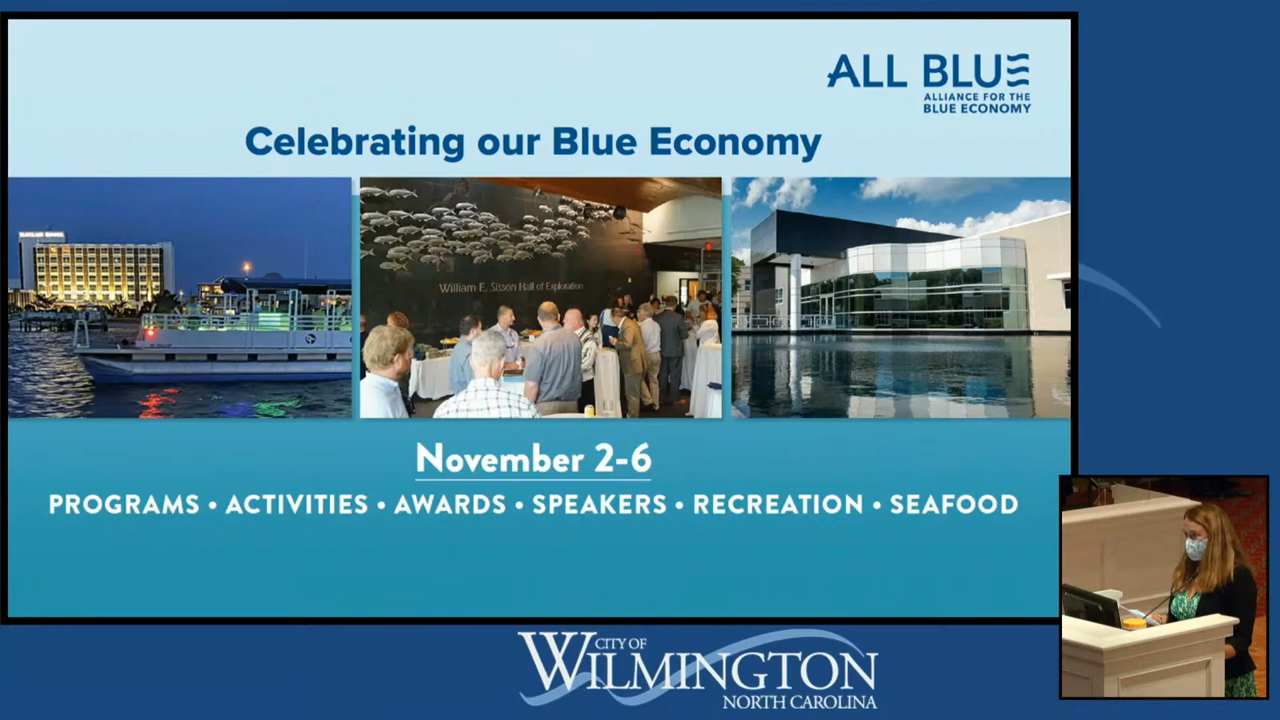 ALL BLUE
ALLIANCE FOR THE
BLUE ECONOMY
Celebrating our Blue Economy
William E. Sisson Hall of Exploration
November 2-6
PROGRAMS • ACTIVITIES • AWARDS • SPEAKERS • RECREATION • SEAFOOD
CITY OF
WILMINGTON
NORTH CAROLINA